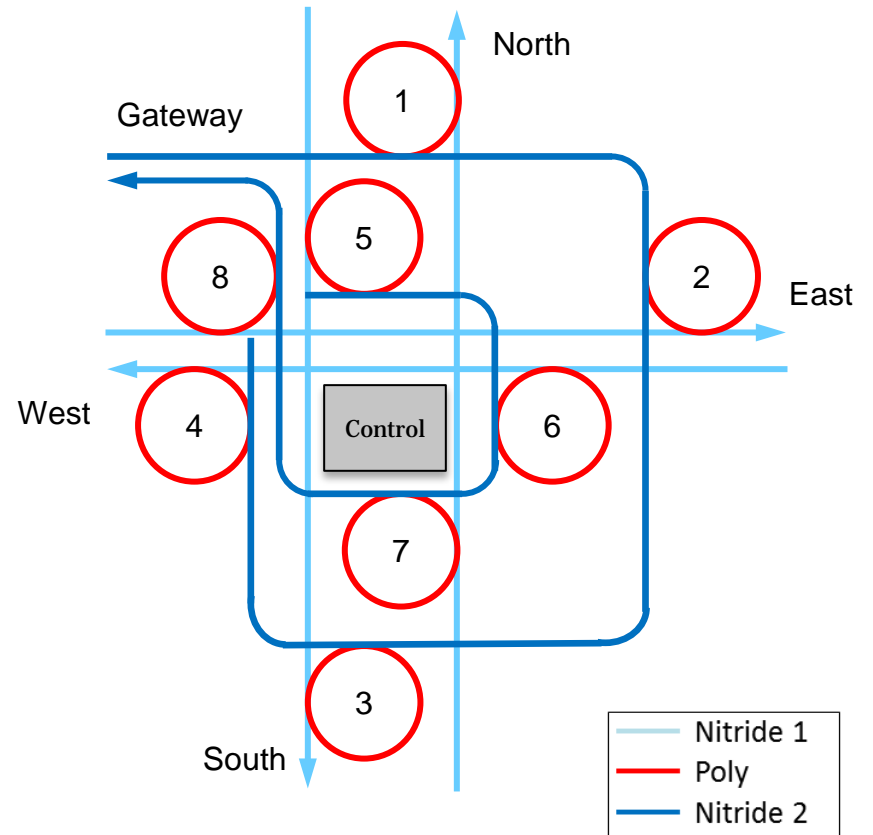 North
1
Gateway
5
8
2
East
West
4
Control
6
7
3
South
Nitride 1
Poly
Nitride 2